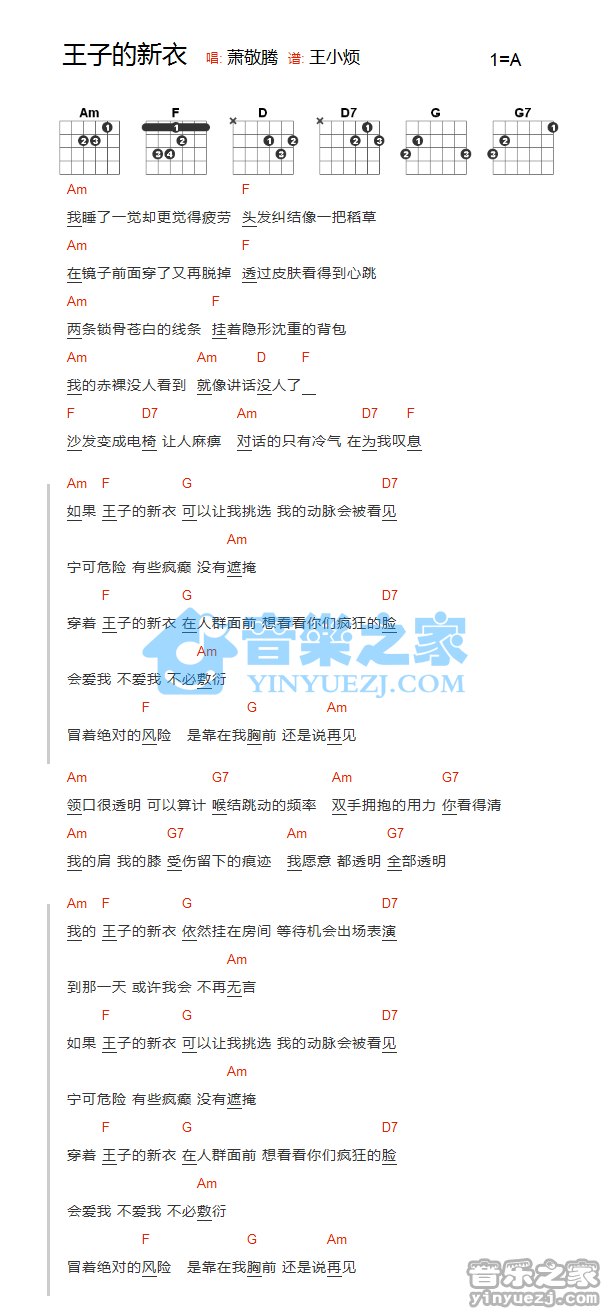 王子的新衣 唱: 萧敬腾 谱: 王小烦 1=A
Am F D D7 G G7
Am F
我睡了一觉却更觉得疲劳 头发纠结像一把稻草
Am F
在镜子前面穿了又再脱掉 透过皮肤看得到心跳
Am F
两条锁骨苍白的线条 挂着隐形沈重的背包
Am Am D F
我的赤裸没人看到 就像讲话没人了
F D7 Am D7 F
沙发变成电椅 让人麻痹 对话的只有冷气 在为我叹息
Am F G D7
如果 王子的新衣 可以让我挑选 我的动脉会被看见
Am
宁可危险 有些疯癫 没有遮掩
F G D7
穿着 王子的新衣 在人群面前 想看看你们疯狂的脸
Am
会爱我 不爱我 不必敷衍
F G Am
冒着绝对的风险 是靠在我胸前 还是说再见
音樂之家
YINYUEZJ.COM
Am G7 Am G7
领口很透明 可以算计 喉结跳动的频率 双手拥抱的用力 你看得清
Am G7 Am G7
我的肩 我的膝 受伤留下的痕迹 我愿意 都透明 全部透明
Am F G D7
我的 王子的新衣 依然挂在房间 等待机会出场表演
Am
到那一天 或许我会 不再无言
F G D7
如果 王子的新衣 可以让我挑选 我的动脉会被看见
Am
宁可危险 有些疯癫 没有遮掩
F G D7
穿着 王子的新衣 在人群面前 想看看你们疯狂的脸
Am
会爱我 不爱我 不必敷衍
F G Am
冒着绝对的风险 是靠在我胸前 还是说再见
音乐之家
yinyuezj.com